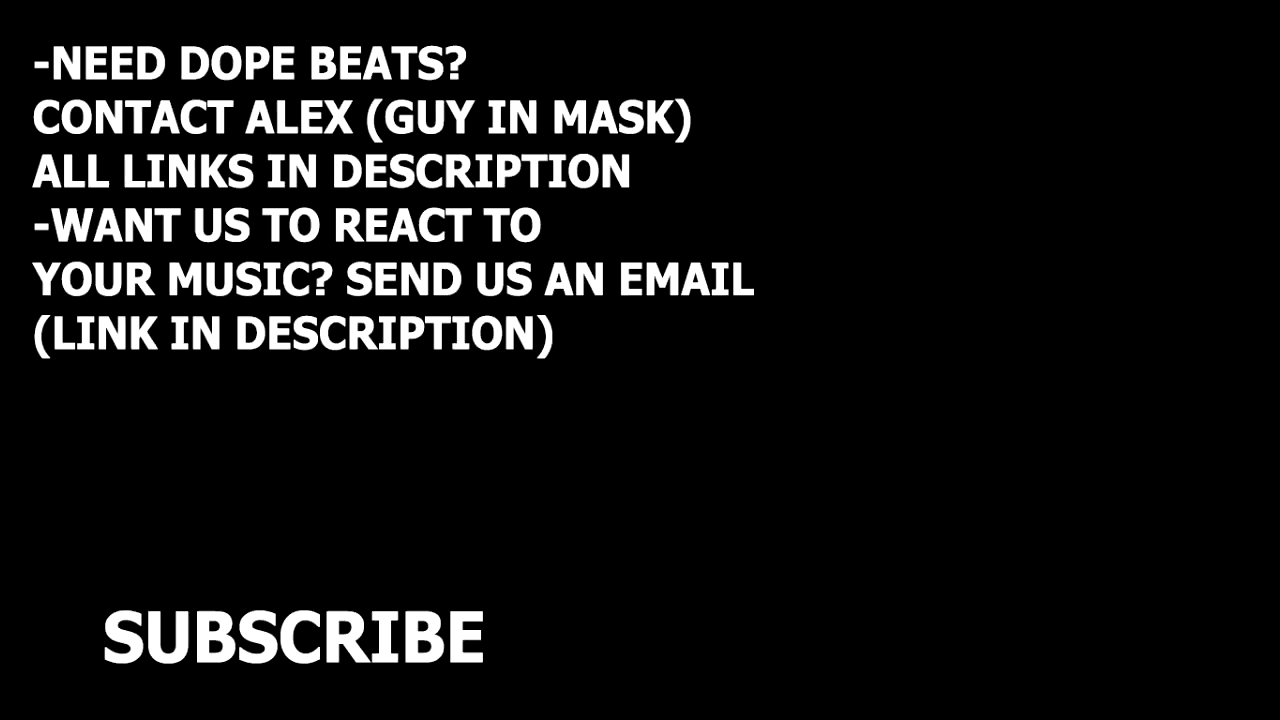 -NEED DOPE BEATS?
CONTACT ALEX (GUY IN MASK)
ALL LINKS IN DESCRIPTION
-WANT US TO REACT TO
YOUR MUSIC? SEND US AN EMAIL
(LINK IN DESCRIPTION)
SUBSCRIBE